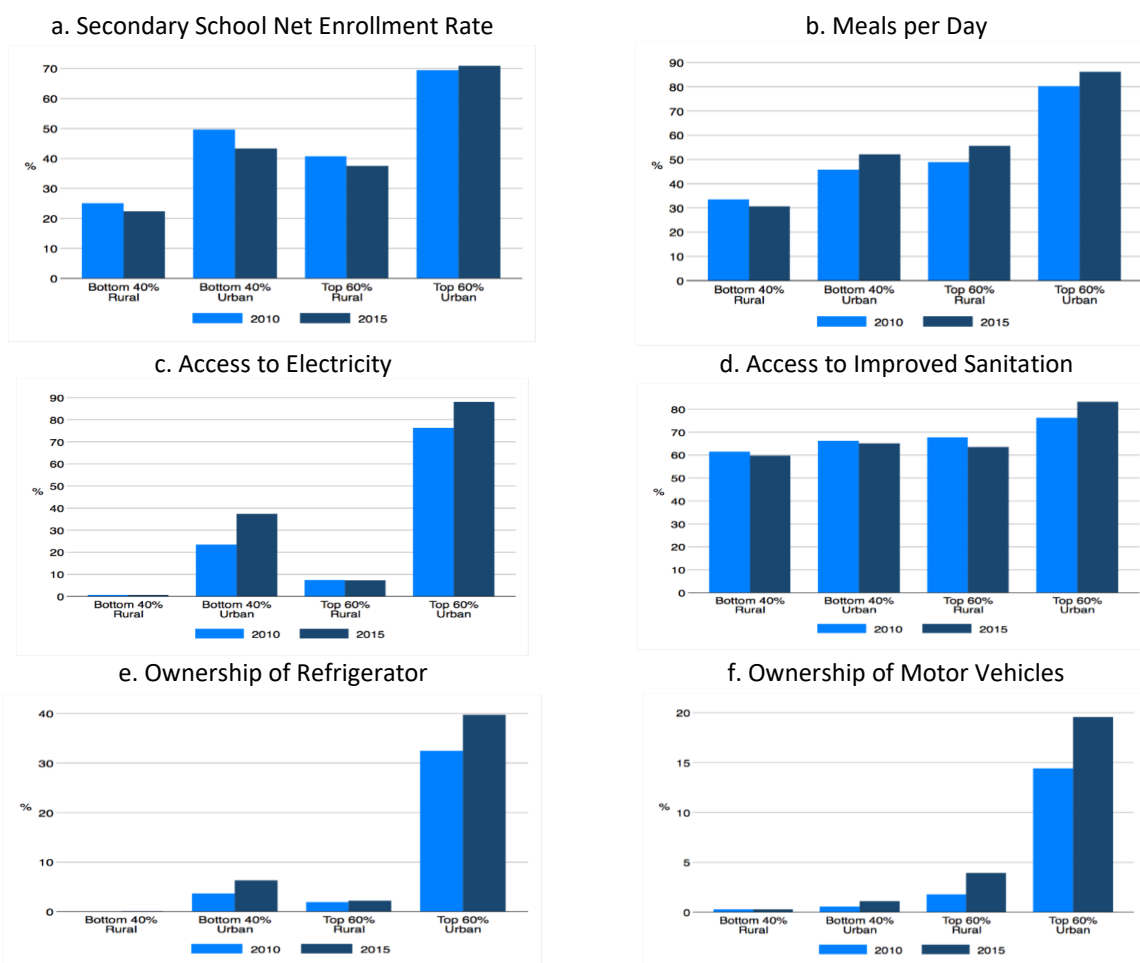 a. Secondary School Net Enrollment Rate
70
60
50
40
30
20
10
0
%
Bottom 40% Rural
Bottom 40% Urban
Top 60% Rural
Top 60% Urban
2010
2015
b. Meals per Day
90
80
70
60
50
40
30
20
10
0
%
Bottom 40% Rural
Bottom 40% Urban
Top 60% Rural
Top 60% Urban
2010
2015
c. Access to Electricity
90
80
70
60
50
40
30
20
10
0
%
Bottom 40% Rural
Bottom 40% Urban
Top 60% Rural
Top 60% Urban
2010
2015
d. Access to Improved Sanitation
80
70
60
50
40
30
20
10
0
%
Bottom 40% Rural
Bottom 40% Urban
Top 60% Rural
Top 60% Urban
2010
2015
e. Ownership of Refrigerator
40
30
20
10
0
%
Bottom 40% Rural
Bottom 40% Urban
Top 60% Rural
Top 60% Urban
2010
2015
f. Ownership of Motor Vehicles
20
15
10
5
0
%
Bottom 40% Rural
Bottom 40% Urban
Top 60% Rural
Top 60% Urban
2010
2015